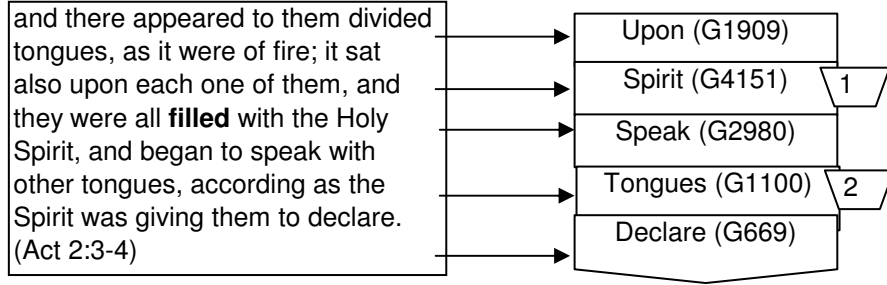 and there appeared to them divided
tongues, as it were of fire; it sat
also upon each one of them, and
they were all filled with the Holy
Spirit, and began to speak with
other tongues, according as the
Spirit was giving them to declare.
(Act 2:3-4)
Upon (G1909)
Spirit (G4151)
1
Speak (G2980)
Tongues (G1100)
2
Declare (G669)